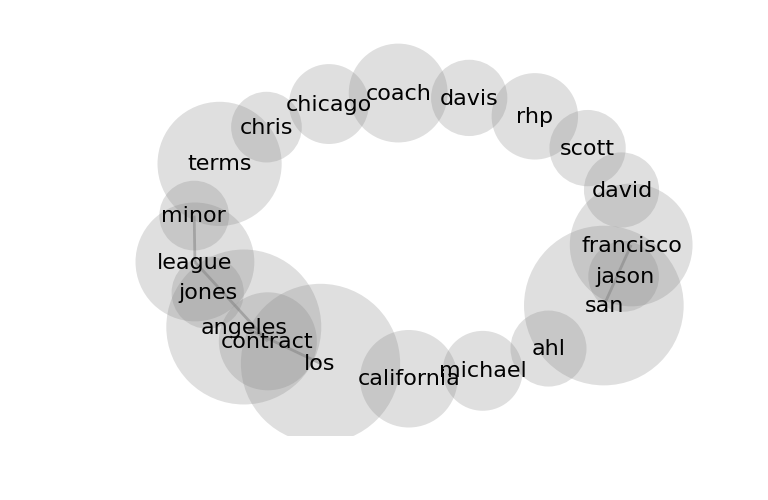 coach
davis
chicago
rhp
chris
scott
terms
david
minor
francisco
league
jason
jones
san
angeles
contract
ahl
los
michael
california